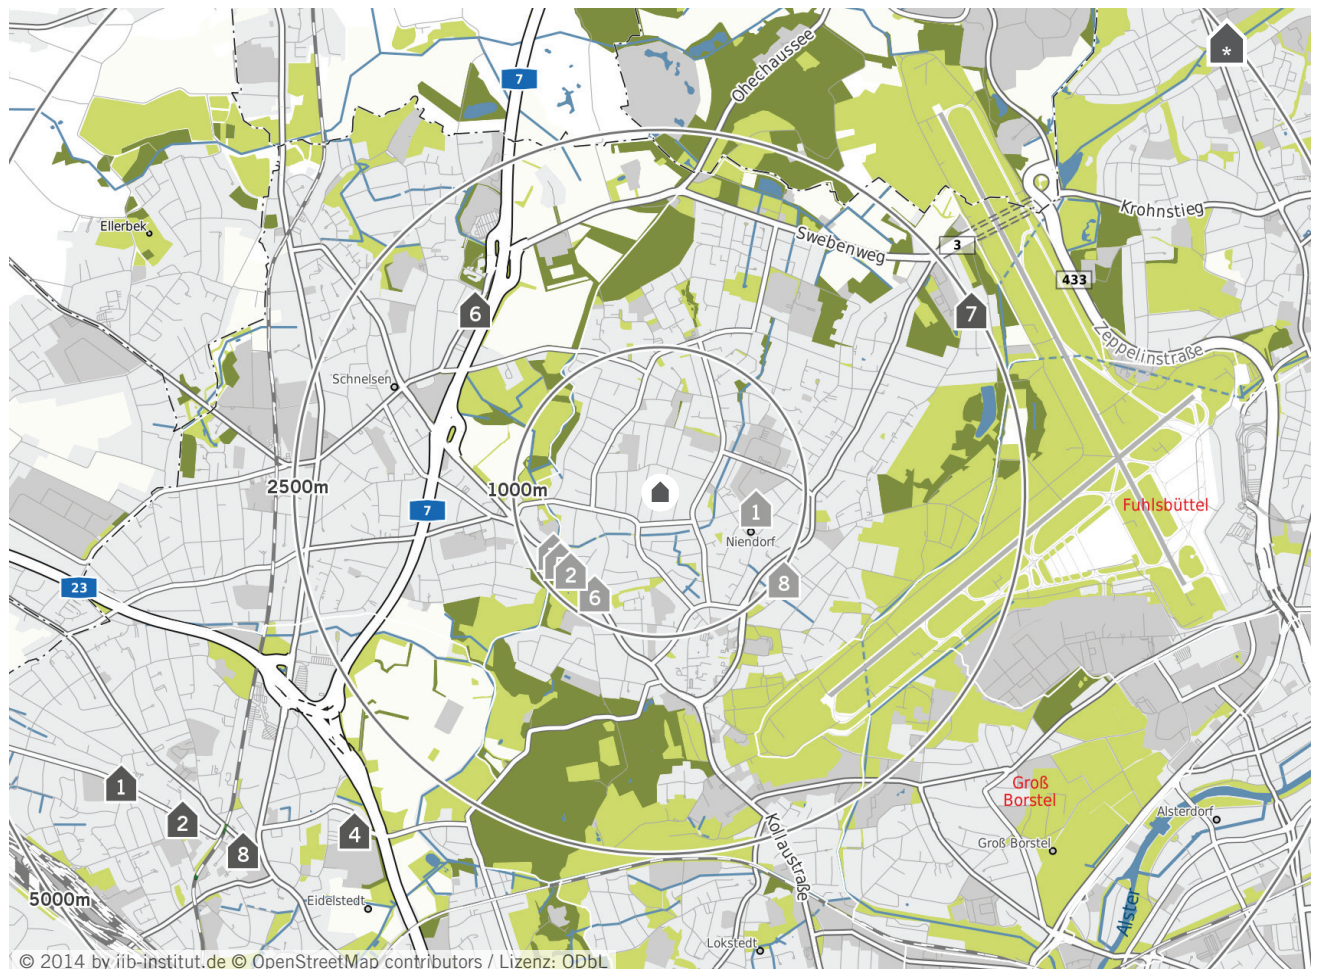 7
*
Ohechaussee
Krohnstieg
Ellerbek
Swebenweg
3
433
6
7
Zeppelinstraße
Schnelsen
2500m
1000m
7
1
Niendorf
Fuhlsbüttel
2
6
8
23
Groß
Borstel
1
2
8
4
Alsterdorf
Groß Borstel
Kollaustraße
5000m
Eidelstedt
Alster
Lokstedt
© 2014 by iib-institut.de © OpenStreetMap contributors / Lizenz: ODbL